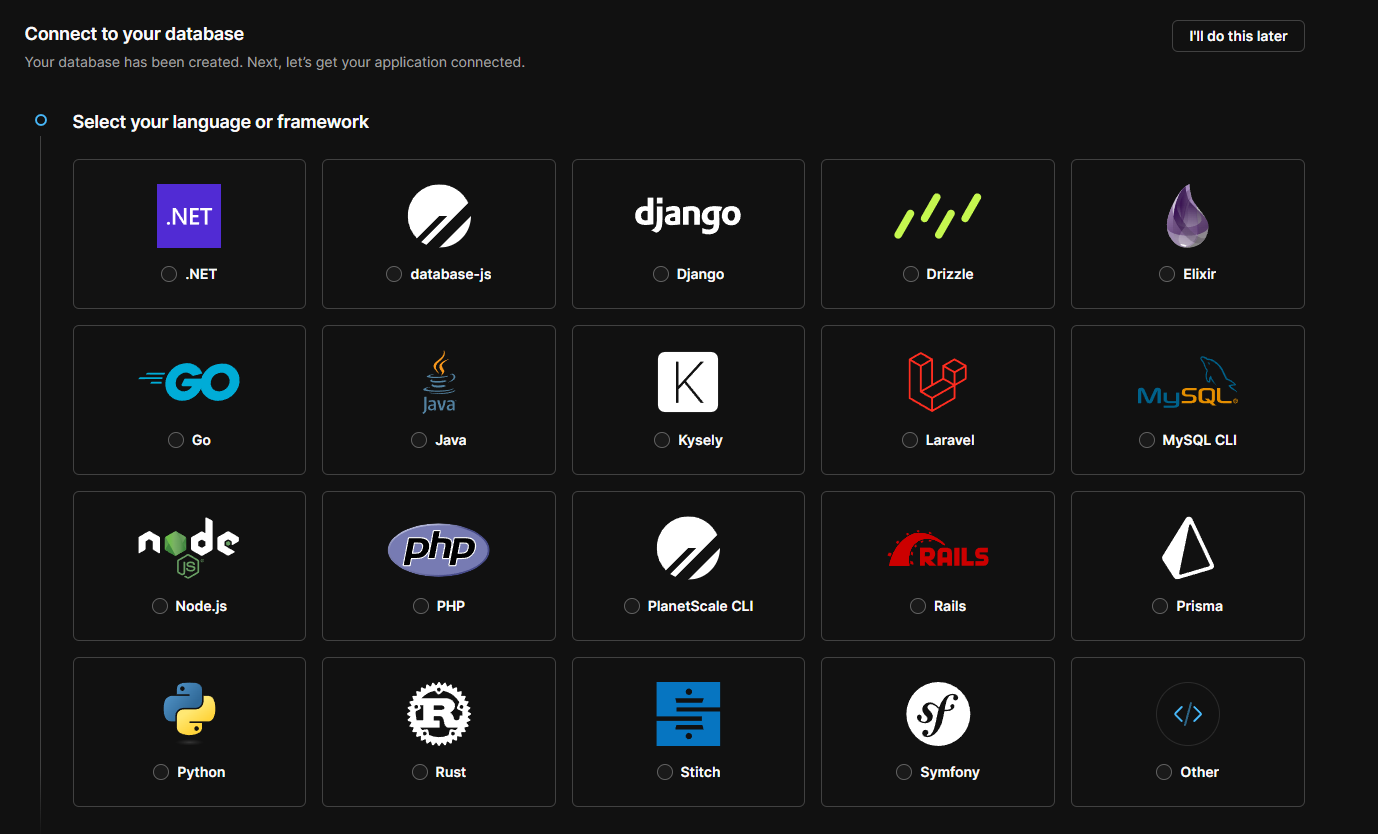 Connect to your database
I'll do this later
Your database has been created. Next, let's get your application connected.
Select your language or framework
.NET
django
.NET
database-js
Django
Drizzle
Elixir
GO
Java
K
MySQL
Go
Java
Kysely
Laravel
MySQL CLI
node
JS
php
RAILS
Node.js
PHP
PlanetScale CLI
Rails
Prisma
R
sf
</>
Python
Rust
Stitch
Symfony
Other